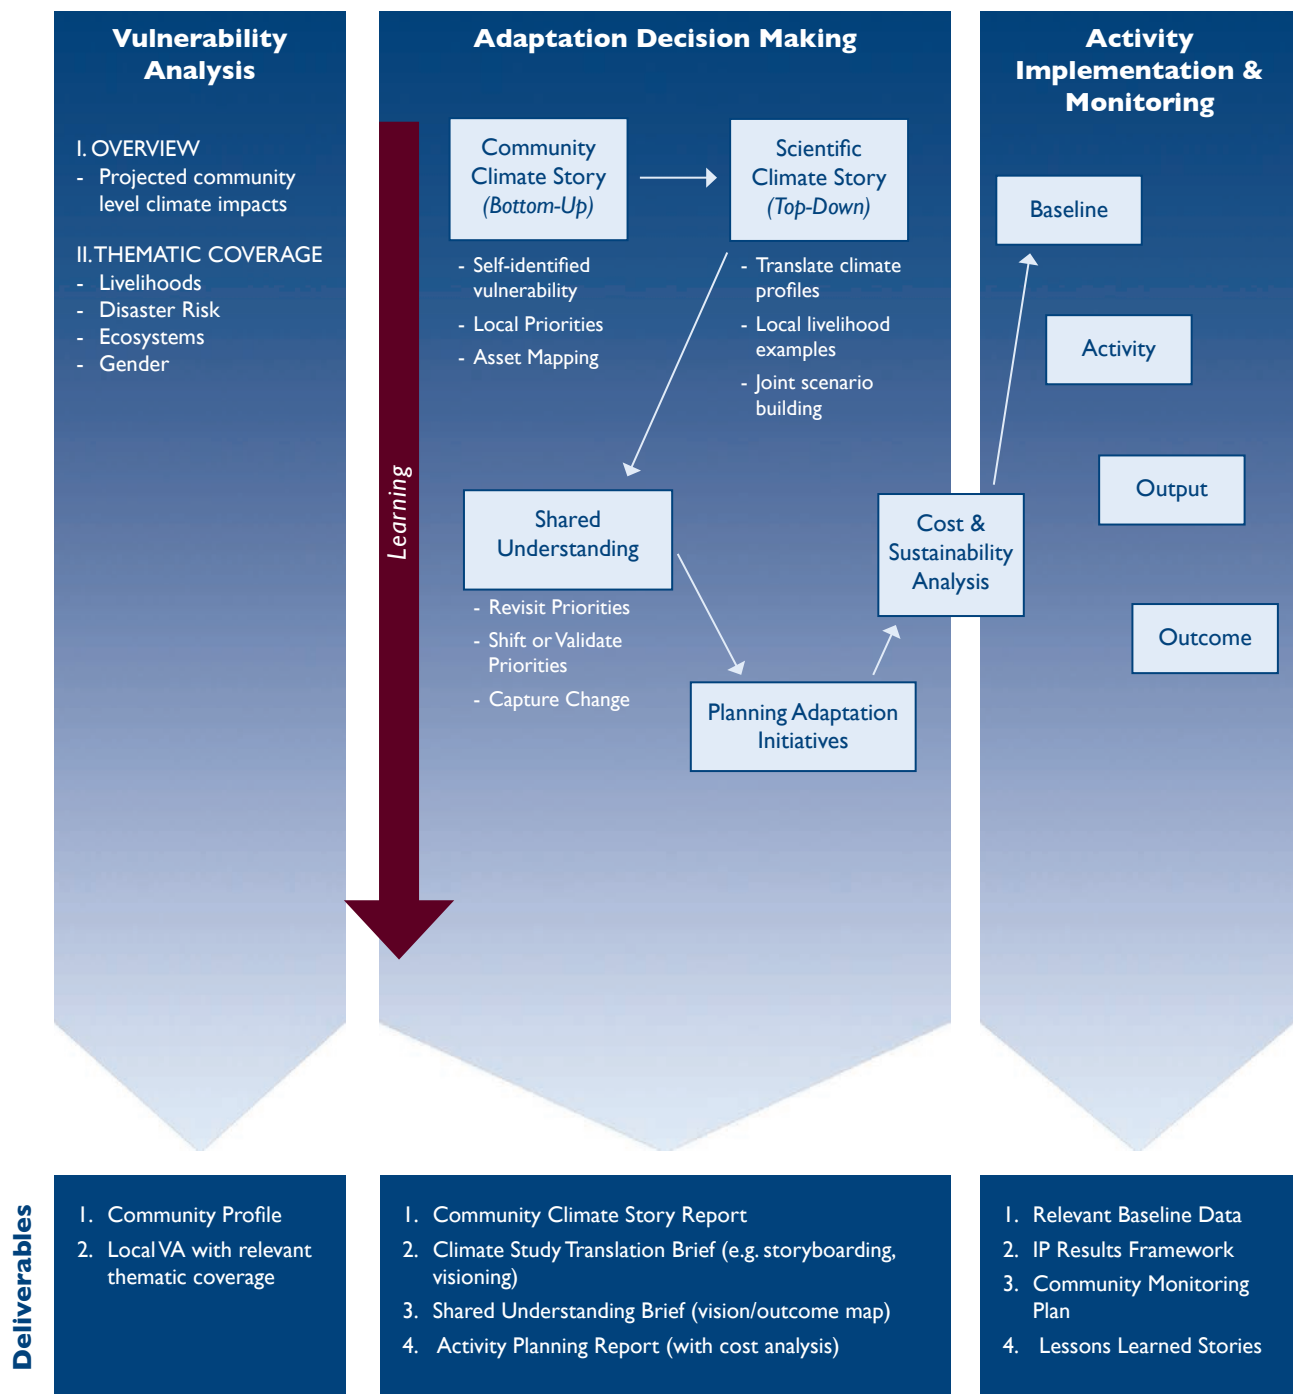 Vulnerability
Analysis
I. OVERVIEW
- Projected community
level climate impacts
II. THEMATIC COVERAGE
- Livelihoods
- Disaster Risk
- Ecosystems
- Gender
Adaptation Decision Making
Learning
Community
Climate Story
(Bottom-Up)
- Self-identified
vulnerability
- Local Priorities
- Asset Mapping
Scientific
Climate Story
(Top-Down)
- Translate climate
profiles
- Local livelihood
examples
- Joint scenario
building
Shared
Understanding
- Revisit Priorities
- Shift or Validate
Priorities
- Capture Change
Planning Adaptation
Initiatives
Cost &
Sustainability
Analysis
Activity
Implementation &
Monitoring
Baseline
Activity
Output
Outcome
Deliverables
1. Community Profile
2. Local VA with relevant
thematic coverage
1. Community Climate Story Report
2. Climate Study Translation Brief (e.g. storyboarding,
visioning)
3. Shared Understanding Brief (vision/outcome map)
4. Activity Planning Report (with cost analysis)
1. Relevant Baseline Data
2. IP Results Framework
3. Community Monitoring
Plan
4. Lessons Learned Stories